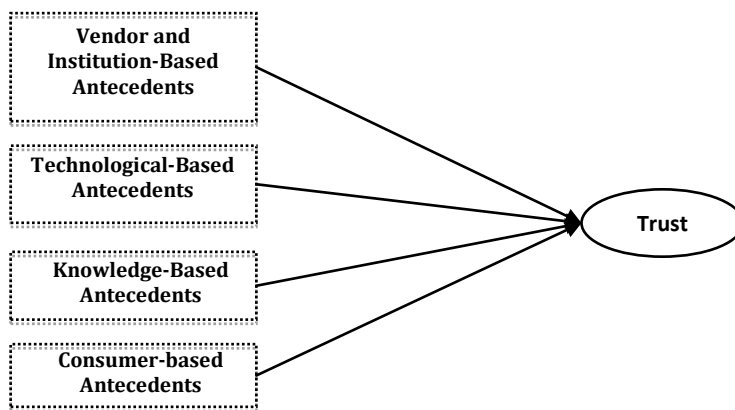 Vendor and
Institution-Based
Antecedents
Technological-Based
Antecedents
Knowledge-Based
Antecedents
Consumer-based
Antecedents
Trust